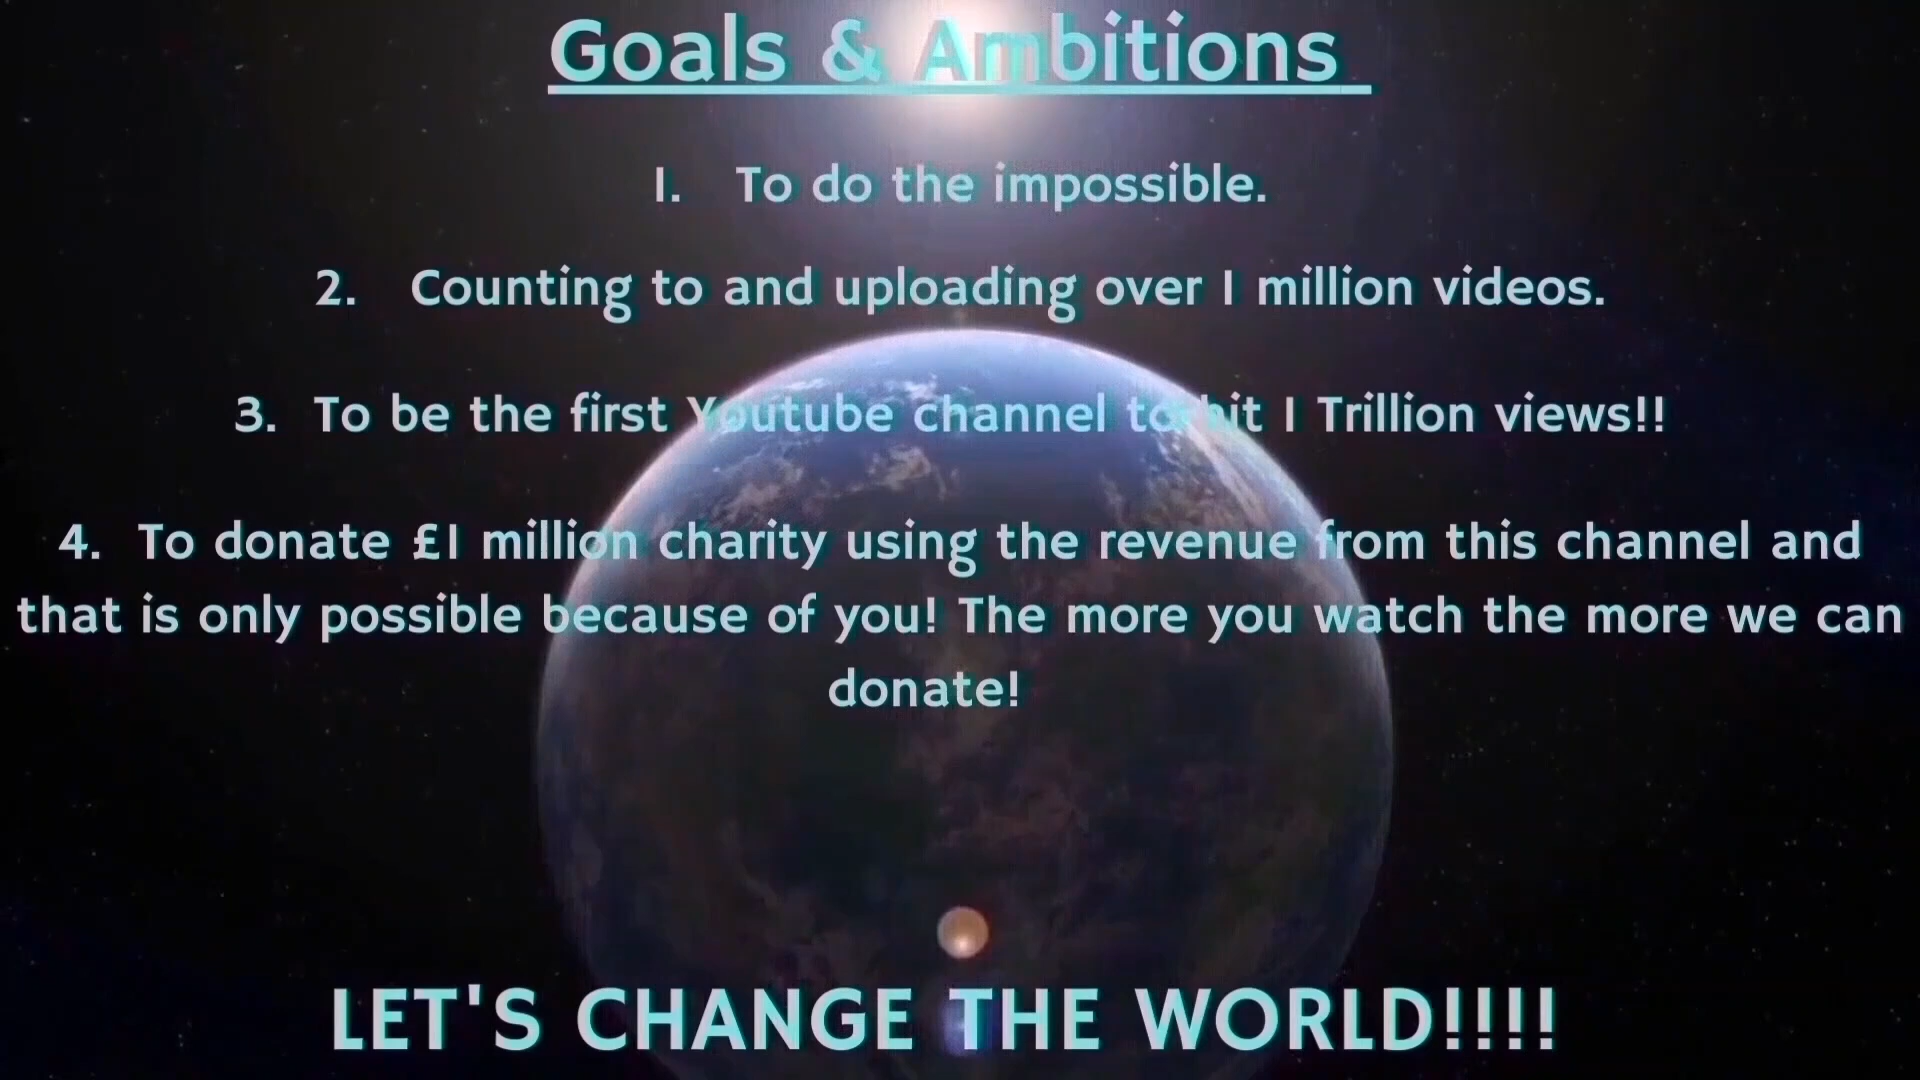 Goals & Ambitions
1. To do the impossible.
2. Counting to and uploading over 1 million videos.
3. To be the first Youtube channel to hit 1 Trillion views!!
4. To donate £1 million charity using the revenue from this channel and
that is only possible because of you! The more you watch the more we can
donate!
LET'S CHANGE THE WORLD!!!!